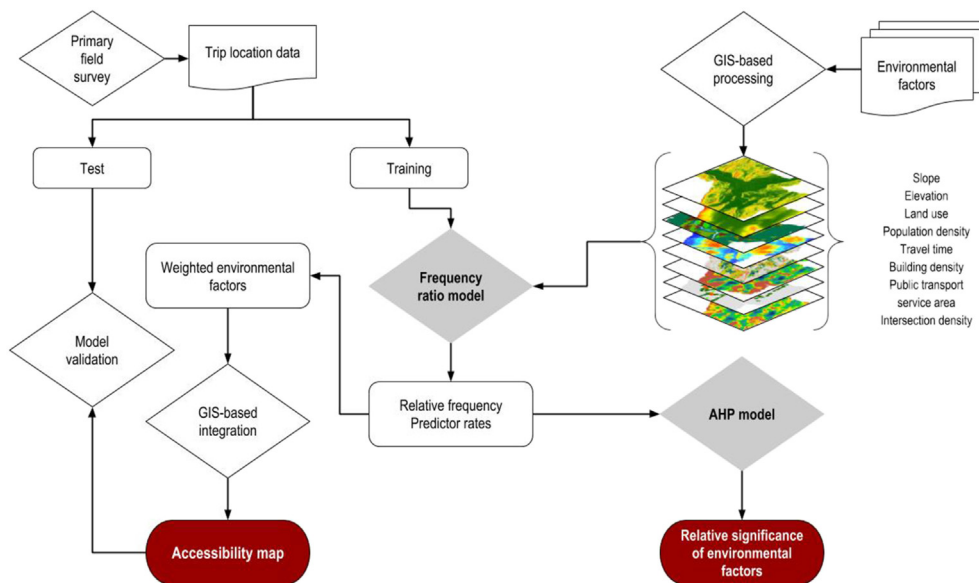 Primary
field
survey
Trip location data
GIS-based
processing
Environmental
factors
Test
Training
Slope
Elevation
Land use
Population density
Travel time
Building density
Public transport
service area
Intersection density
Weighted environmental
factors
Frequency
ratio model
Model
validation
GIS-based
integration
Relative frequency
Predictor rates
AHP model
Accessibility map
Relative significance
of environmental
factors